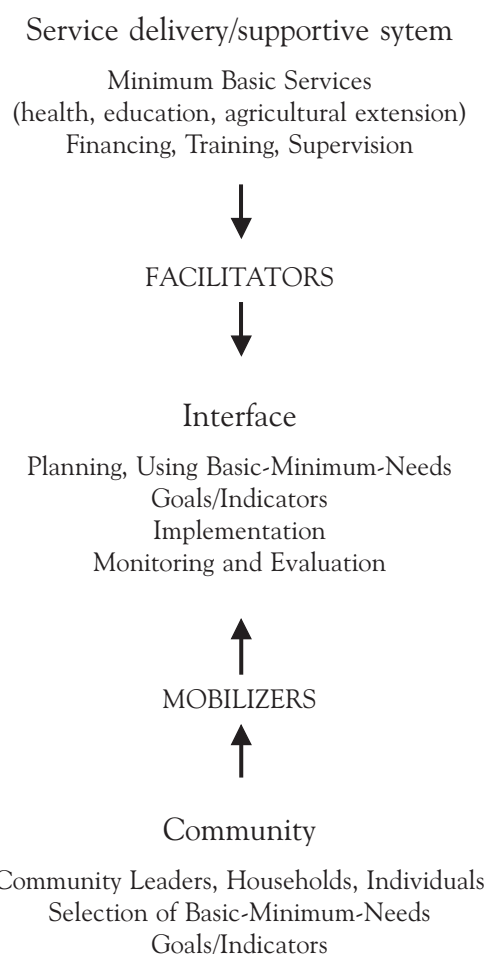 Service delivery/supportive sytem
Minimum Basic Services
(health, education, agricultural extension)
Financing, Training, Supervision
FACILITATORS
Interface
Planning, Using Basic-Minimum-Needs
Goals/Indicators
Implementation
Monitoring and Evaluation
MOBILIZERS
Community
Community Leaders, Households, Individuals
Selection of Basic-Minimum-Needs
Goals/Indicators